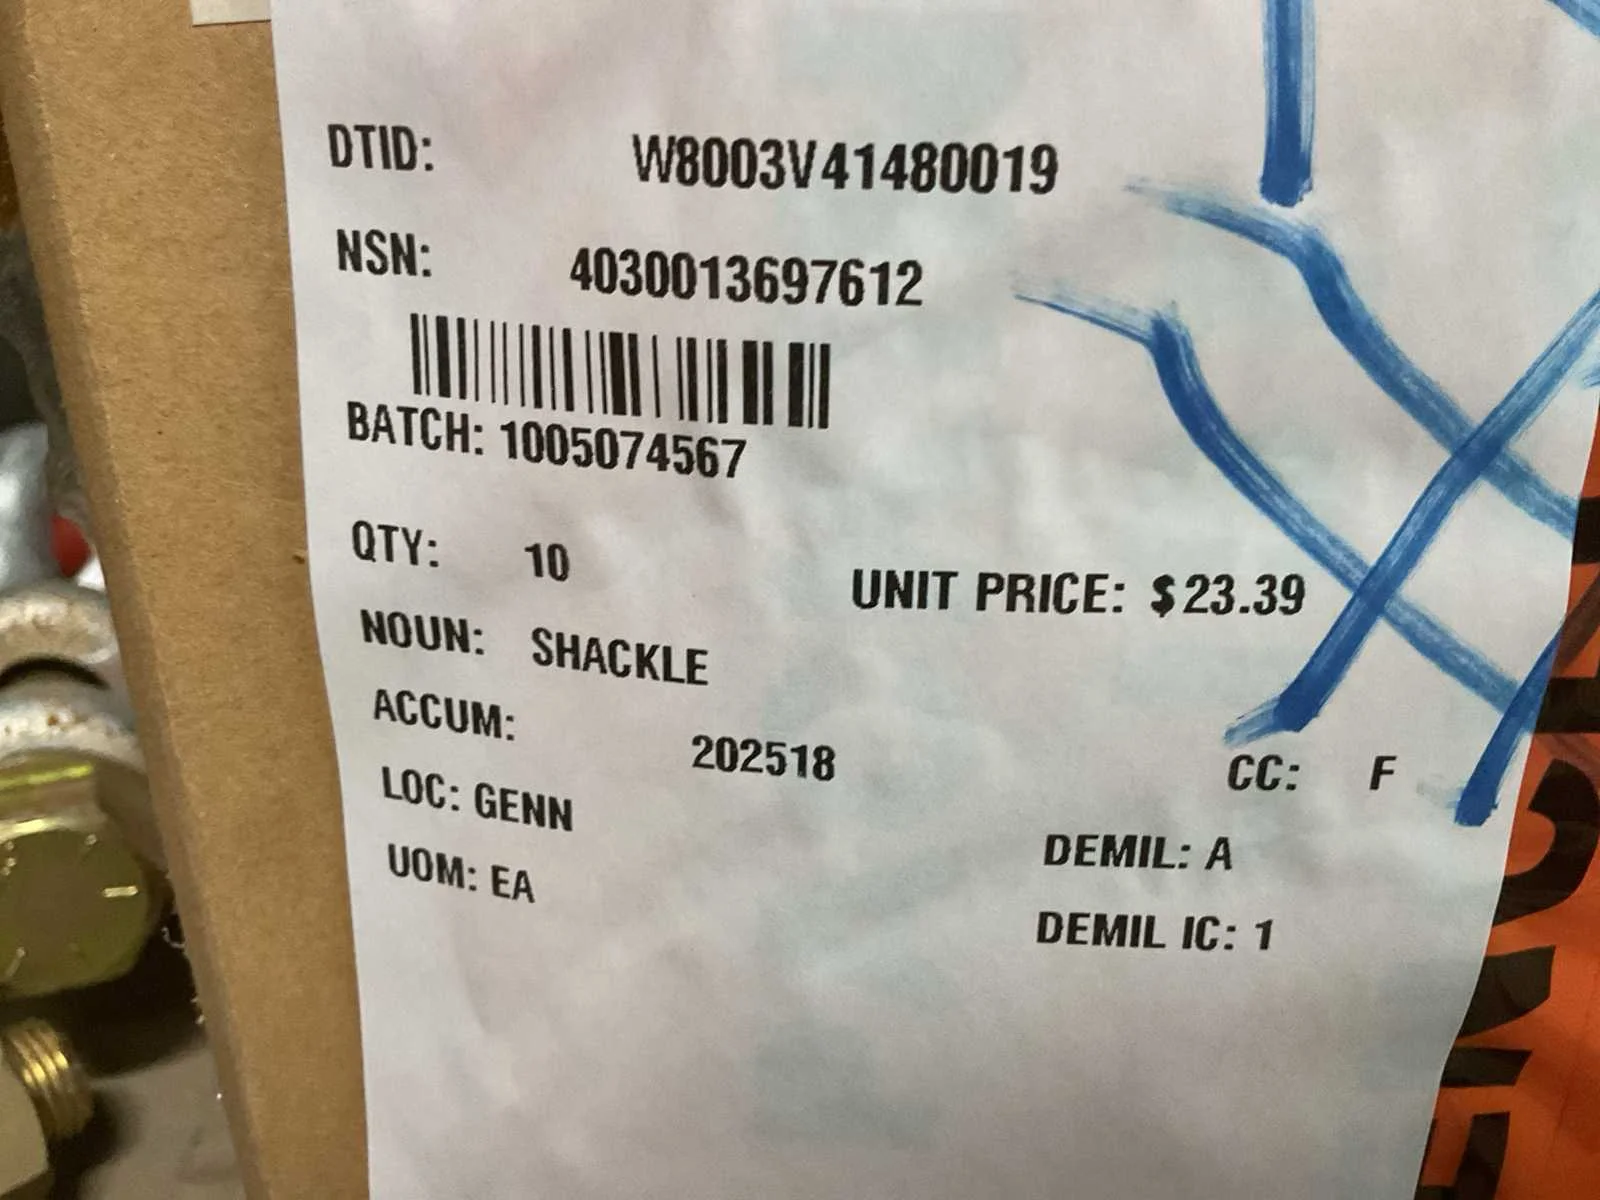 DTID: W8003V41480019
NSN: 4030013697612
BATCH: 1005074567
QTY: 10
UNIT PRICE: $23.39
NOUN: SHACKLE
ACCUM: 202518
CC: F
LOC: GENN
DEMIL: A
UOM: EA
DEMIL IC: 1